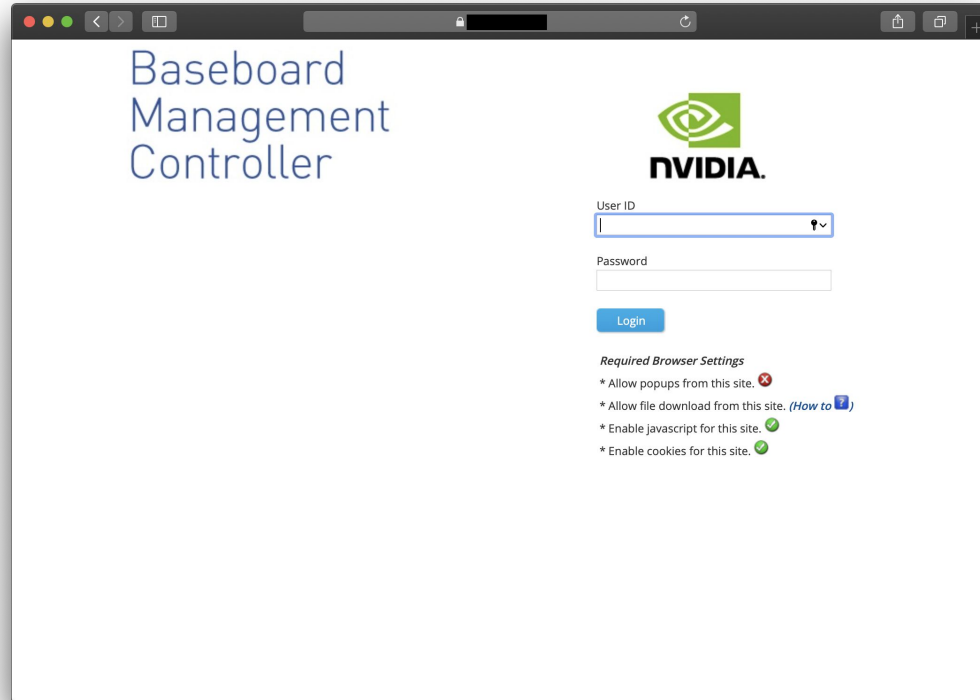 Baseboard
Management
Controller
NVIDIA.
User ID
Password
Login
Required Browser Settings
* Allow popups from this site.
* Allow file download from this site. (How to ?)
* Enable javascript for this site.
* Enable cookies for this site.